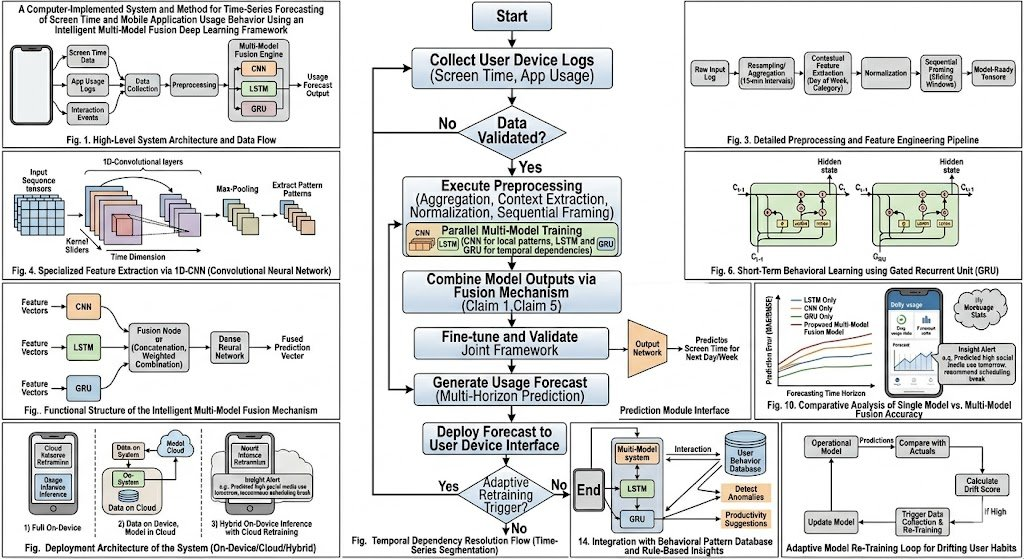 A Computer-Implemented System and Method for Time-Series Forecasting
of Screen Time and Mobile Application Usage Behavior Using an
Intelligent Multi-Model Fusion Deep Learning Framework
Screen Time
Data
App Usage
Logs
Interaction
Events
Data
Collection
Preprocessing
Multi-Model
Fusion Engine
CNN
LSTM
GRU
Usage
Forecast
Output
Fig. 1. High-Level System Architecture and Data Flow
Input
Sequence
tensors
1D-Convolutional layers
Max-Pooling
Extract Pattern
Patterns
Kernel
Sliders
Time Dimension
Fig. 4. Specialized Feature Extraction via 1D-CNN (Convolutional Neural Network)
Feature
Vectors
CNN
Feature
Vectors
LSTM
Feature
Vectors
GRU
Fusion Node
or
(Concatenation,
Weighted
Combination)
Dense
Neural
Network
Fused
Prediction
Vecter
Fig.. Functional Structure of the Intelligent Multi-Model Fusion Mechanism
Cloud
Retraminn
Inference
1) Full On-Device
Data on
System
Model
Cloud
On-
System
Data on Cloud
2) Data on Device,
Model in Cloud
Insight Alert
3) Hybrid On-Device Inference
with Cloud Retraining
Fig. Deployment Architecture of the System (On-Device/Cloud/Hybrid)
Start
Collect User Device Logs
(Screen Time, App Usage)
No
Data
Validated?
Yes
Execute Preprocessing
(Aggregation, Context Extraction,
Normalization, Sequential Framing)
CNN
Parallel Multi-Model Training
LSTM
(CNN for local patterns, LSTM and
GRU for temporal dependencies)
GRU
Combine Model Outputs via
Fusion Mechanism
(Claim 1,Claim 5)
Fine-tune and Validate
Joint Framework
Output
Network
Predictos
Screen Time for
Next Day/Week
Generate Usage Forecast
(Multi-Horizon Prediction)
Prediction Module Interface
Deploy Forecast to
User Device Interface
Yes
Adaptive
Retraining
Trigger?
No
No
End
Fig. Temporal Dependency Resolution Flow (Time-
Series Segmentation)
Multi-Model
system
LSTM
GRU
Interaction
User
Behavior
Database
Detect
Anomalies
Productivity
Suggestions
14. Integration with Behavioral Pattern Database
and Rule-Based Insights
Raw Input
Log
Resampling/
Aggregation
(15-min Intervals)
Contextual
Feature
Extraction
(Day of Week,
Category)
Normalization
Sequential
Framing
(Sliding
Windows)
Model-Ready
Tensore
Fig. 3. Detailed Preprocessing and Feature Engineering Pipeline
Hidden
state
Hidden
state
Fig. 6. Short-Term Behavioral Learning using Gated Recurrent Unit (GRU)
Prediction Error (MAE/BMSE)
LSTM Only
CNN Only
GRU Only
Propwaed Multi-Model
Fusion Model
Forecasting Time Horizon
Forecast
Insight Alert
e.g, Predicted high social
media use tomorrow,
recommend scheduling
break
Fig. 10. Comparative Analysis of Single Model vs. Multi-Model
Fusion Accuracy
Operational
Model
Predictions
Compare with
Actuals
Calculate
Drift Score
If High
Trigger Data
Collection &
Re-Training
Update Model
Adaptive Model Re-Training Loop for Drifting User Habits